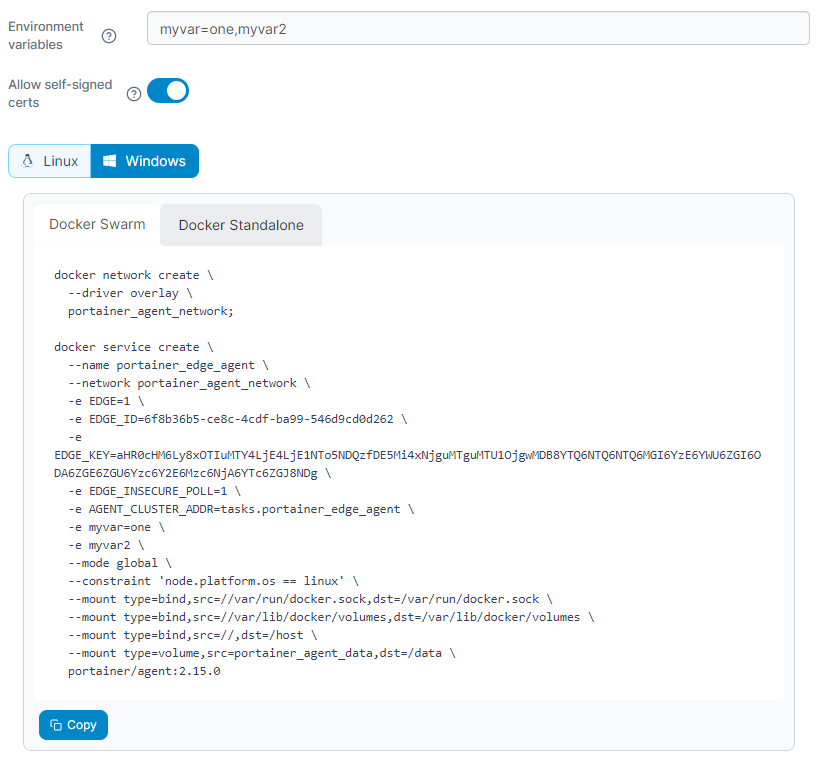 Environment
variables
myvar=one,myvar2
Allow self-signed
certs
Linux
Windows
Docker Swarm
Docker Standalone
docker network create \
--driver overlay \
portainer_agent_network;
docker service create \
--name portainer_edge_agent \
--network portainer_agent_network \
-e EDGE=1 \
-e EDGE_ID=6f8b36b5-ce8c-4cdf-ba99-546d9cd0d262 \
-e
EDGE_KEY=aHR0cHM6Ly8xOTIuMTY4LjE4LjE1NTo5NDQzfDE5Mi4xNjguMTguMTU1OjgwMDB8YTQ6NTQ6NTQ6MGI6YzE6YWU6ZGI6O
DA6ZGE6ZGU6Yzc6Y2E6Mzc6NjA6YTc6ZGJ8NDg \
-e EDGE_INSECURE_POLL=1 \
-e AGENT_CLUSTER_ADDR=tasks.portainer_edge_agent \
-e myvar=one \
-e myvar2 \
--mode global \
--constraint 'node.platform.os == linux' \
--mount type=bind,src=//var/run/docker.sock,dst=/var/run/docker.sock \
--mount type=bind,src=//var/lib/docker/volumes,dst=/var/lib/docker/volumes \
--mount type=bind,src=//,dst=/host \
--mount type=volume,src=portainer_agent_data,dst=/data \
portainer/agent:2.15.0
Copy